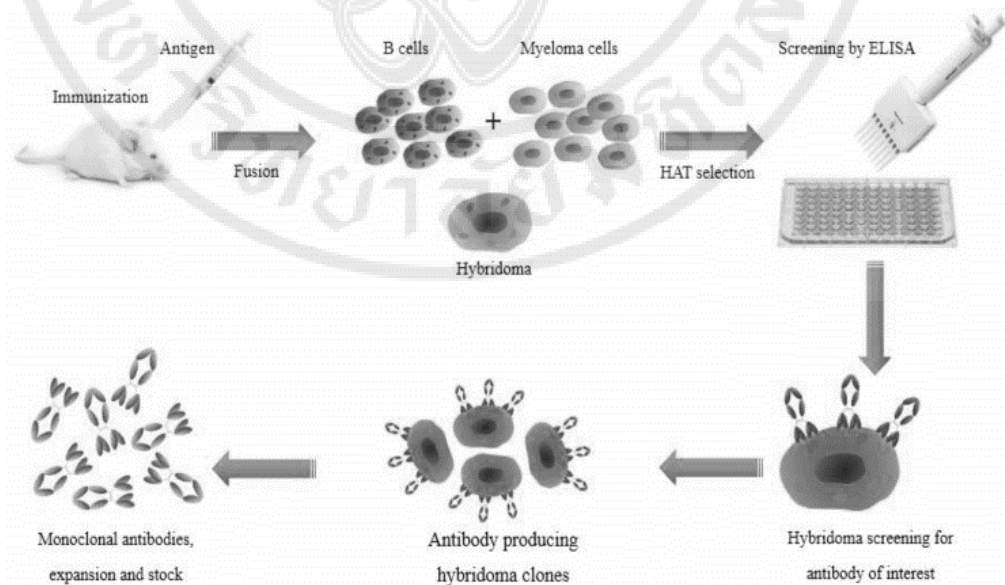 Antigen
B cells
Myeloma cells
Screening by ELISA
Immunization
+
Fusion
HAT selection
Hybridoma
Monoclonal antibodies,
expansion and stock
Antibody producing
hybridoma clones
Hybridoma screening for
antibody of interest